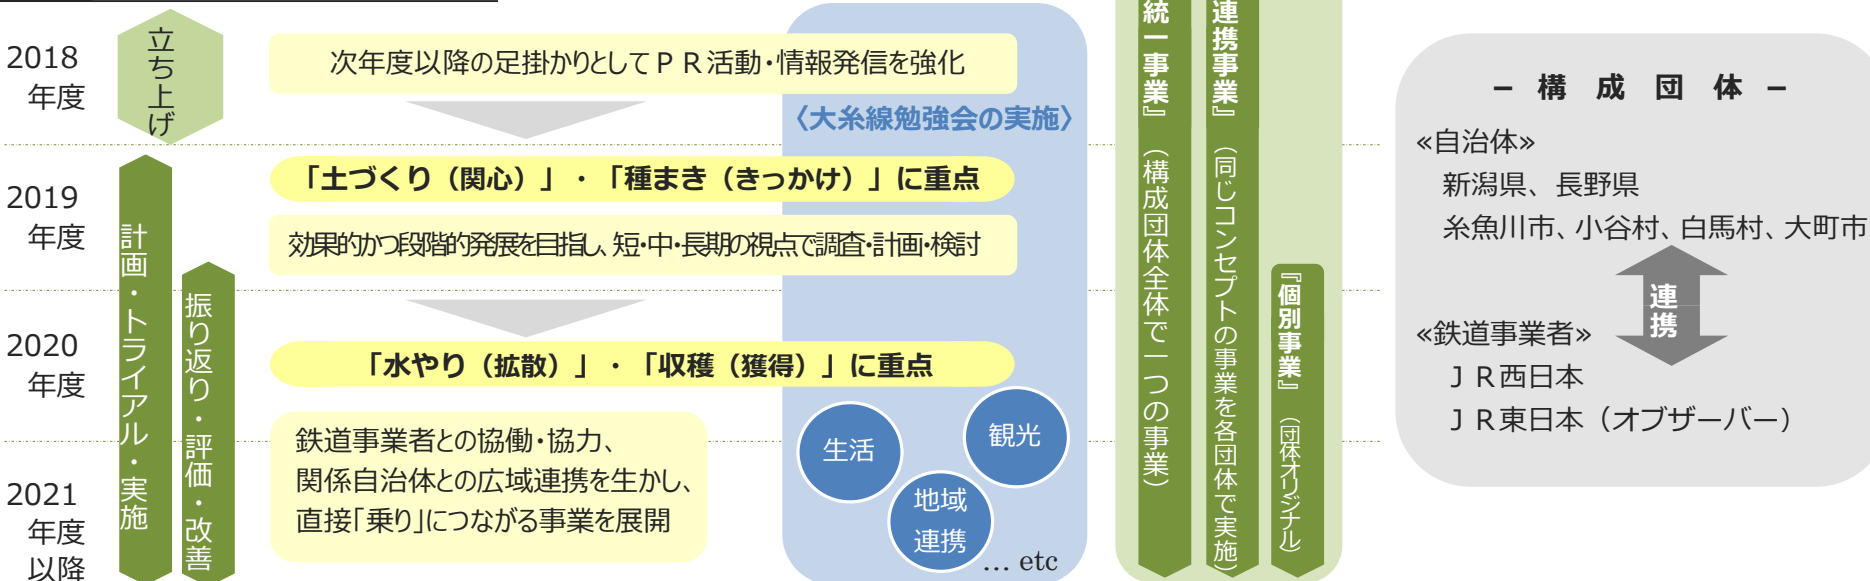 2018
年度
立ち上げ
次年度以降の足掛かりとしてＰＲ活動・情報発信を強化
〈大糸線勉強会の実施〉
2019
年度
「土づくり（関心）」・「種まき（きっかけ）」に重点
効果的かつ段階的発展を目指し、短・中・長期の視点で調査・計画・検討
計画・トライアル・実施
振り返り・評価・改善
2020
年度
「水やり（拡散）」・「収穫（獲得）」に重点
2021
年度
以降
鉄道事業者との協働・協力、
関係自治体との広域連携を生かし、
直接「乗り」につながる事業を展開
生活
観光
地域
連携
… etc
統一事業』（構成団体全体で一つの事業）
連携事業』（同じコンセプトの事業を各団体で実施）
『個別事業』（団体オリジナル）
－ 構 成 団 体 －
≪自治体≫
新潟県、長野県
糸魚川市、小谷村、白馬村、大町市
連携
≪鉄道事業者≫
ＪＲ西日本
ＪＲ東日本（オブザーバー）